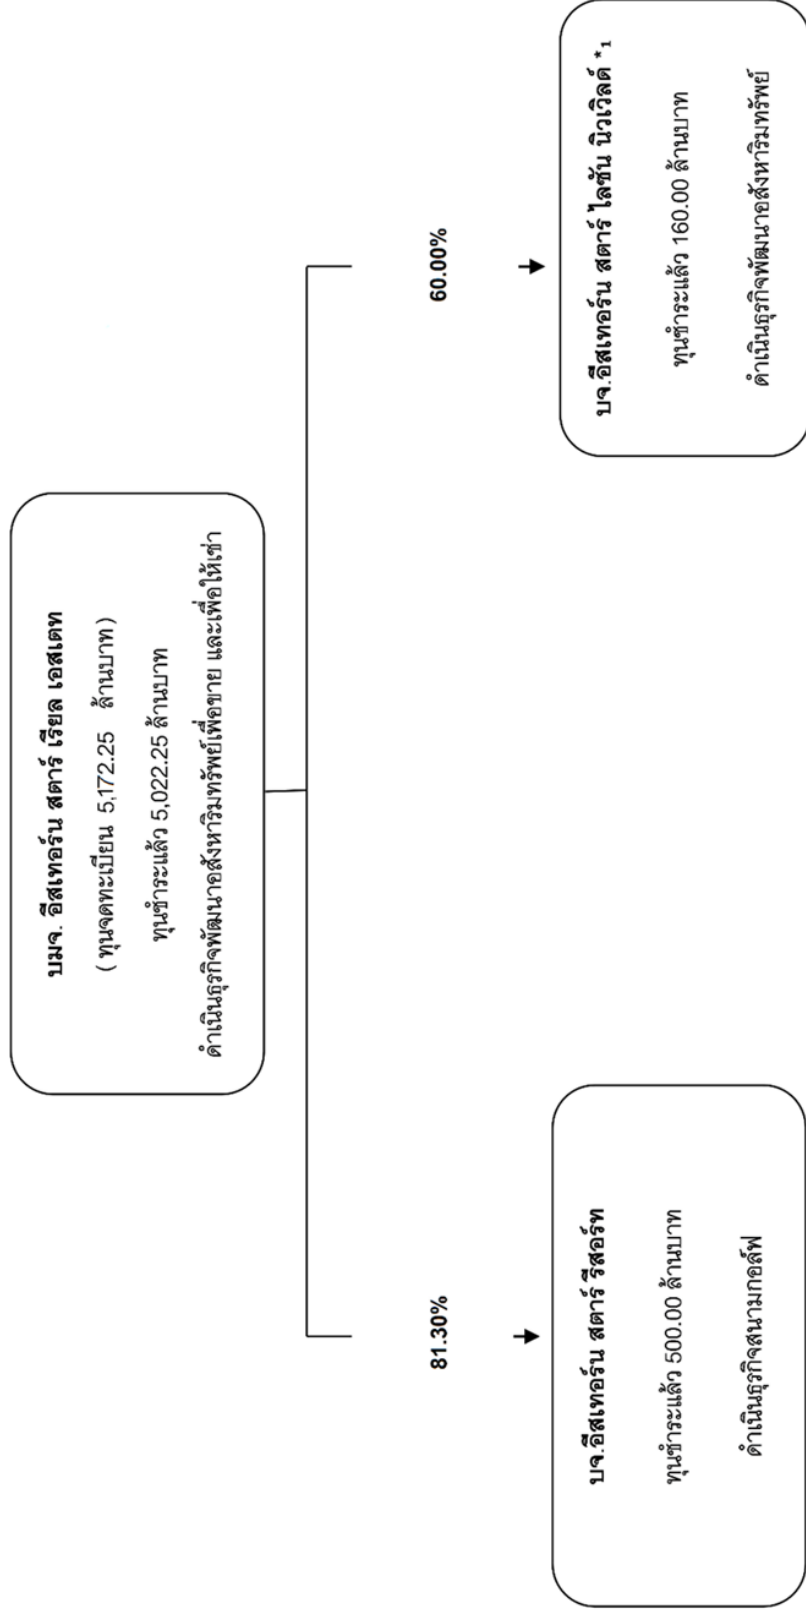 บมจ. อีสเทอร์น สตาร์ เรียล เอสเตท
( ทุนจดทะเบียน 5,172.25 ล้านบาท )
ทุนชำระแล้ว 5,022.25 ล้านบาท
ดำเนินธุรกิจพัฒนาอสังหาริมทรัพย์เพื่อขาย และเพื่อให้เช่า
81.30%
60.00%
บจ.อีสเทอร์น สตาร์ รีสอร์ท
ทุนชำระแล้ว 500.00 ล้านบาท
ดำเนินธุรกิจสนามกอล์ฟ
บจ.อีสเทอร์น สตาร์ ไลซัน นิวเวิลด์ *₁
ทุนชำระแล้ว 160.00 ล้านบาท
ดำเนินธุรกิจพัฒนาอสังหาริมทรัพย์